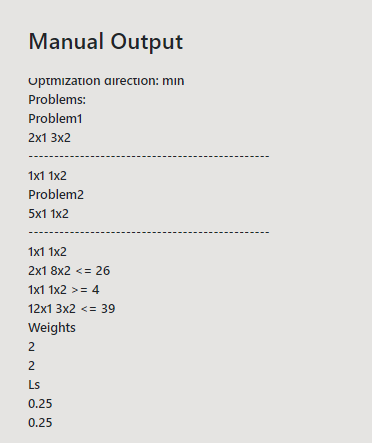 Manual Output
Optmization direction: min
Problems:
Problem1
2x1 3x2
-----------------------------------------------
1x1 1x2
Problem2
5x1 1x2
-----------------------------------------------
1x1 1x2
2x1 8x2 <= 26
1x1 1x2 >= 4
12x1 3x2 <= 39
Weights
2
2
Ls
0.25
0.25